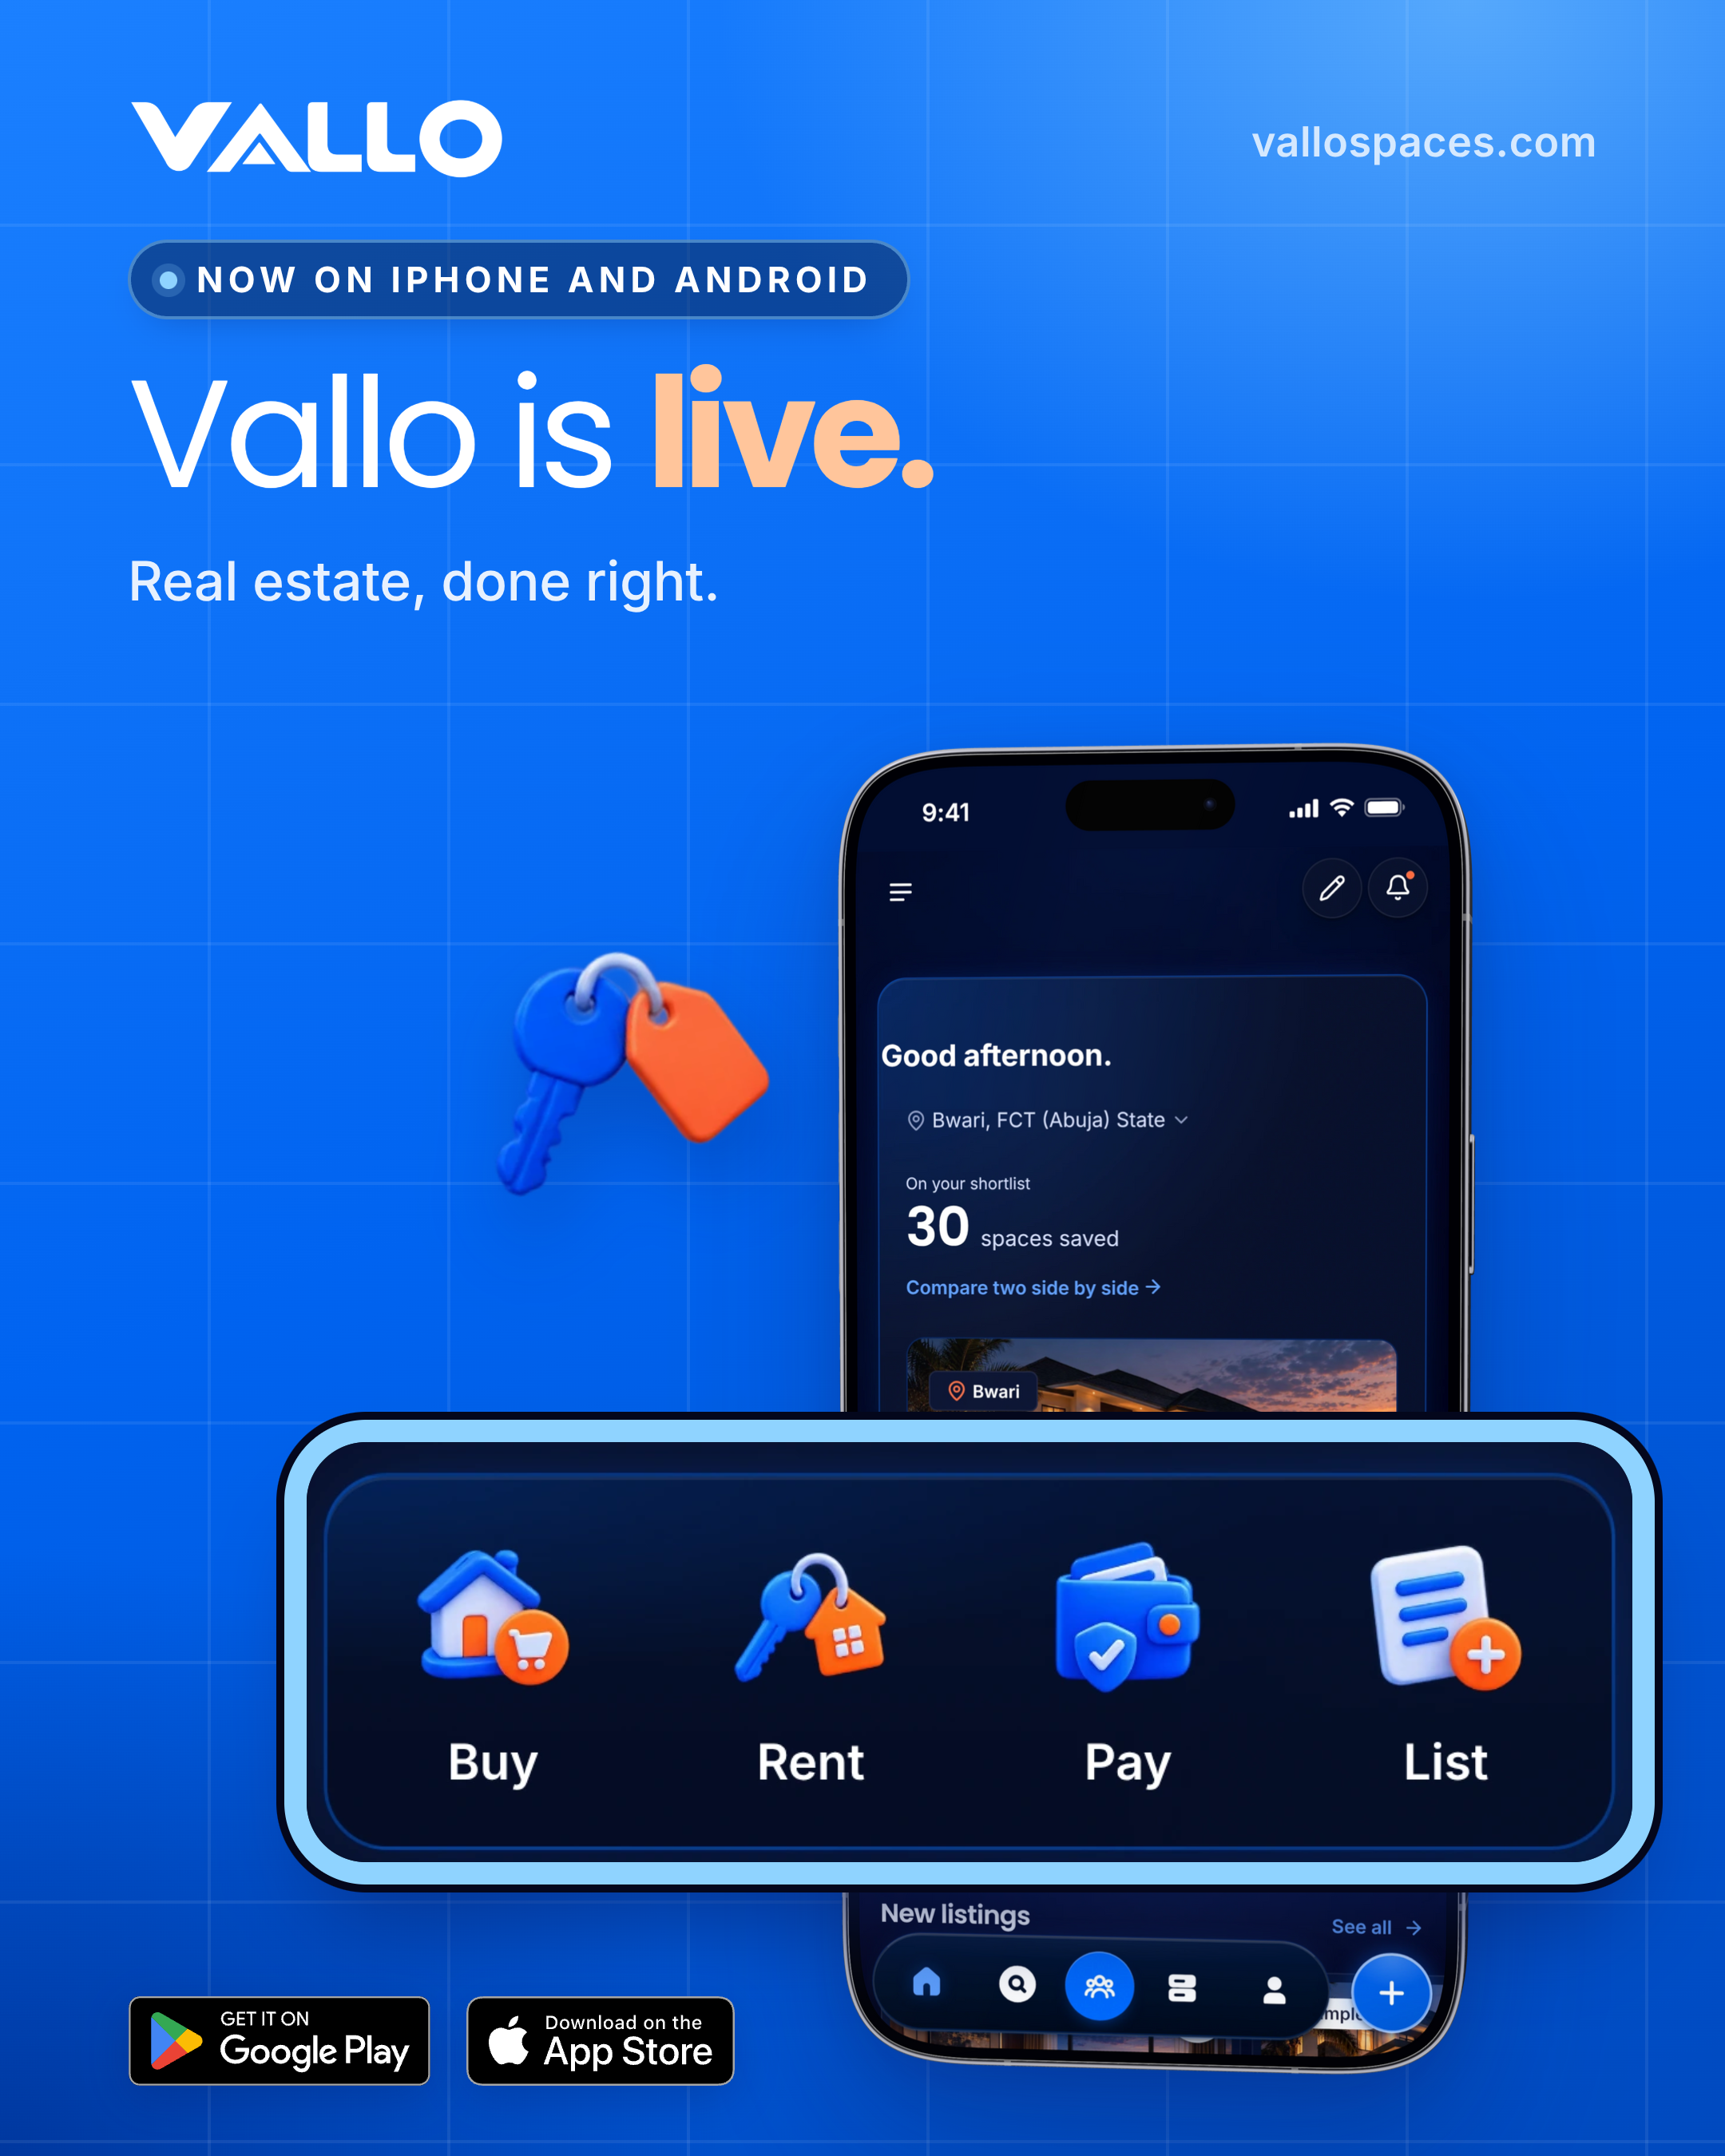 VALLO
vallospaces.com
NOW ON IPHONE AND ANDROID
Vallo is live.
Real estate, done right.
9:41
Good afternoon.
Bwari, FCT (Abuja) State
On your shortlist
30 spaces saved
Compare two side by side →
Bwari
Buy
Rent
Pay
List
New listings
See all →
GET IT ON
Google Play
Download on the
App Store